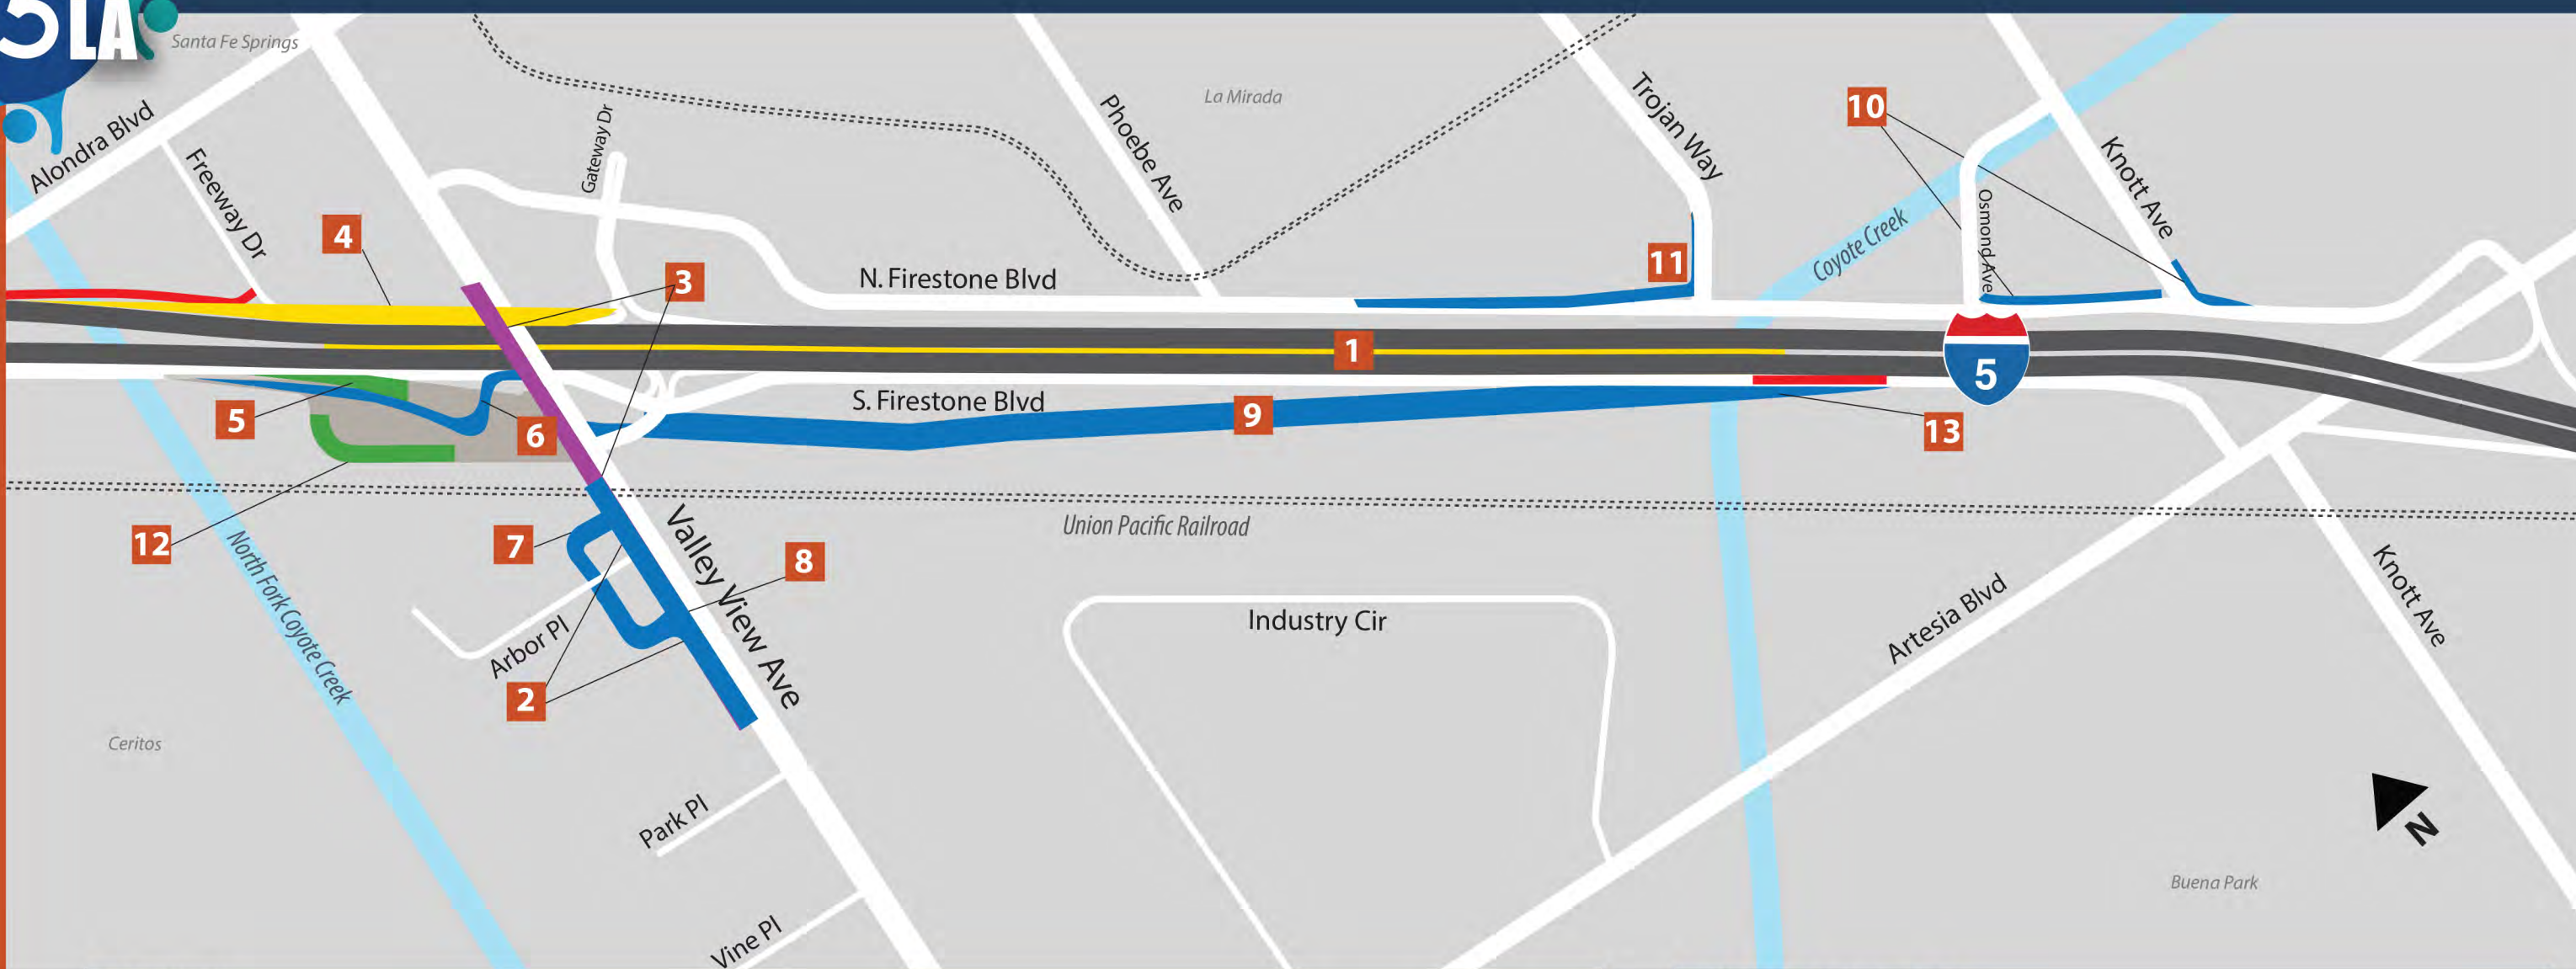 5LA
Santa Fe Springs
Alondra Blvd
Freeway Dr
Gateway Dr
La Mirada
Phoebe Ave
Trojan Way
10
Knott Ave
Osmond Ave
Coyote Creek
4
3
11
N. Firestone Blvd
1
5
S. Firestone Blvd
5
6
9
13
12
7
8
Union Pacific Railroad
North Fork Coyote Creek
Valley View Ave
Arbor Pl
2
Industry Cir
Artesia Blvd
Knott Ave
Ceritos
Park Pl
N
Buena Park
Vine Pl